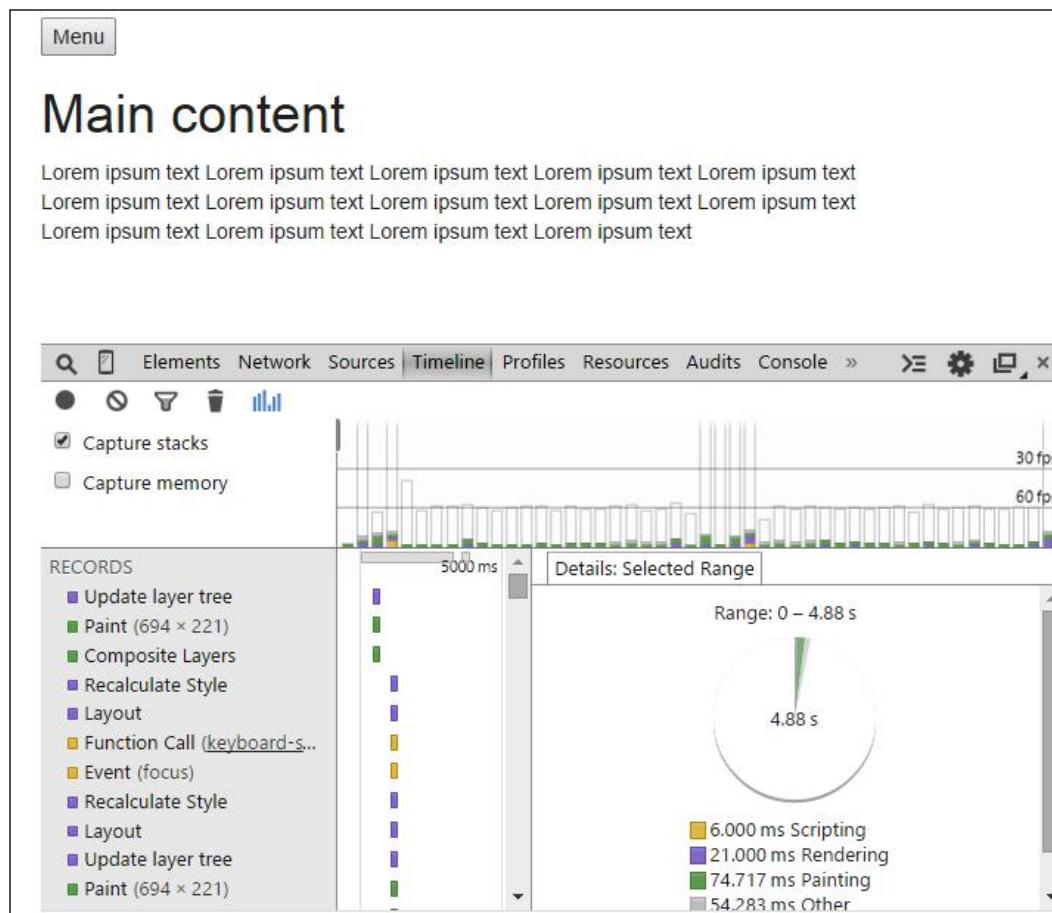 Menu
Main content
Lorem ipsum text Lorem ipsum text Lorem ipsum text Lorem ipsum text Lorem ipsum text
Lorem ipsum text Lorem ipsum text Lorem ipsum text Lorem ipsum text Lorem ipsum text
Lorem ipsum text Lorem ipsum text Lorem ipsum text Lorem ipsum text
Elements Network Sources Timeline Profiles Resources Audits Console »
Capture stacks
Capture memory
30 fp
60 fp
RECORDS
5000 ms
Update layer tree
Paint (694 × 221)
Composite Layers
Recalculate Style
Layout
Function Call (keyboard-s...
Event (focus)
Recalculate Style
Layout
Update layer tree
Paint (694 × 221)
Details: Selected Range
Range: 0 – 4.88 s
4.88 s
6.000 ms Scripting
21.000 ms Rendering
74.717 ms Painting
54.283 ms Other